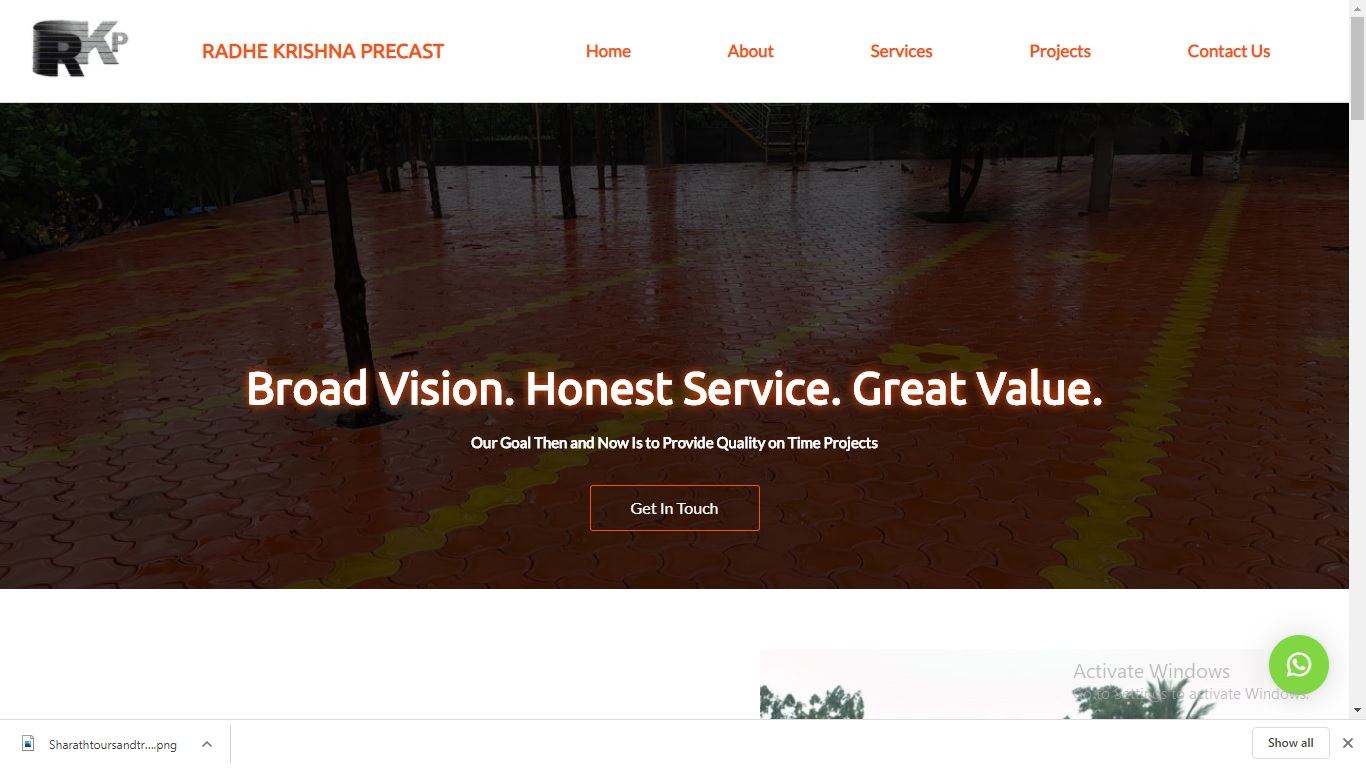 RKP
RADHE KRISHNA PRECAST
Home
About
Services
Projects
Contact Us
Broad Vision. Honest Service. Great Value.
Our Goal Then and Now Is to Provide Quality on Time Projects
Get In Touch
Activate Windows
Go to Settings to activate Windows.
Sharathtoursandtr....png
Show all